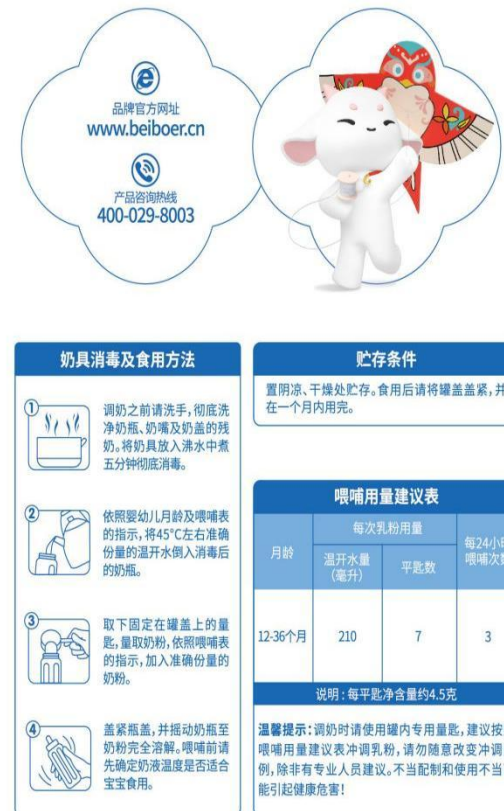 品牌官方网址
www.beiboer.cn
产品咨询热线
400-029-8003
奶具消毒及食用方法
①
调奶之前请洗手,彻底洗
净奶瓶、奶嘴及奶盖的残
奶。将奶具放入沸水中煮
五分钟彻底消毒。
②
依照婴幼儿月龄及喂哺表
的指示,将45°C左右准确
份量的温开水倒入消毒后
的奶瓶。
③
取下固定在罐盖上的量
匙,量取奶粉,依照喂哺表
的指示,加入准确份量的
奶粉。
④
盖紧瓶盖,并摇动奶瓶至
奶粉完全溶解。喂哺前请
先确定奶液温度是否适合
宝宝食用。
贮存条件
置阴凉、干燥处贮存。食用后请将罐盖盖紧,并
在一个月内用完。
喂哺用量建议表
月龄
每次乳粉用量
温开水量
(毫升)
平匙数
每24小时
喂哺次数
12-36个月 210 7 3
说明:每平匙净含量约4.5克
温馨提示:调奶时请使用罐内专用量匙,建议按
喂哺用量建议表冲调乳粉,请勿随意改变冲调
例,除非有专业人员建议。不当配制和使用不当
能引起健康危害!